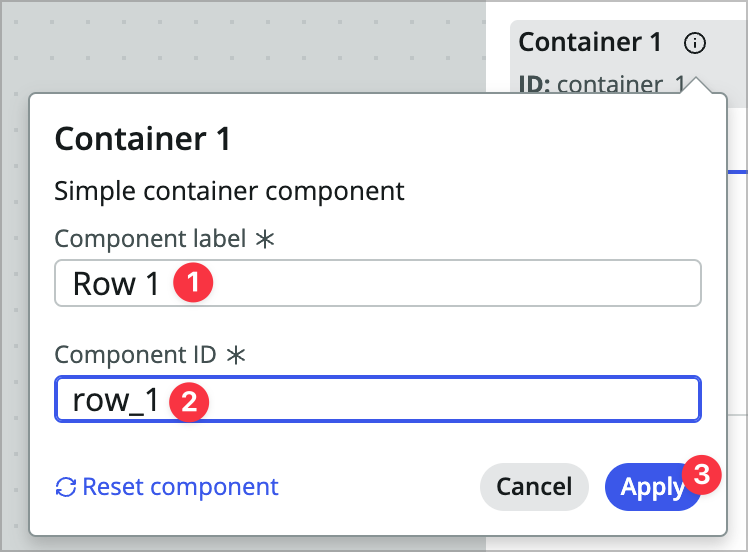 Container 1
ID: container_1
Container 1
Simple container component
Component label *
Row 1 1
Component ID *
row_1 2
Reset component Cancel Apply 3